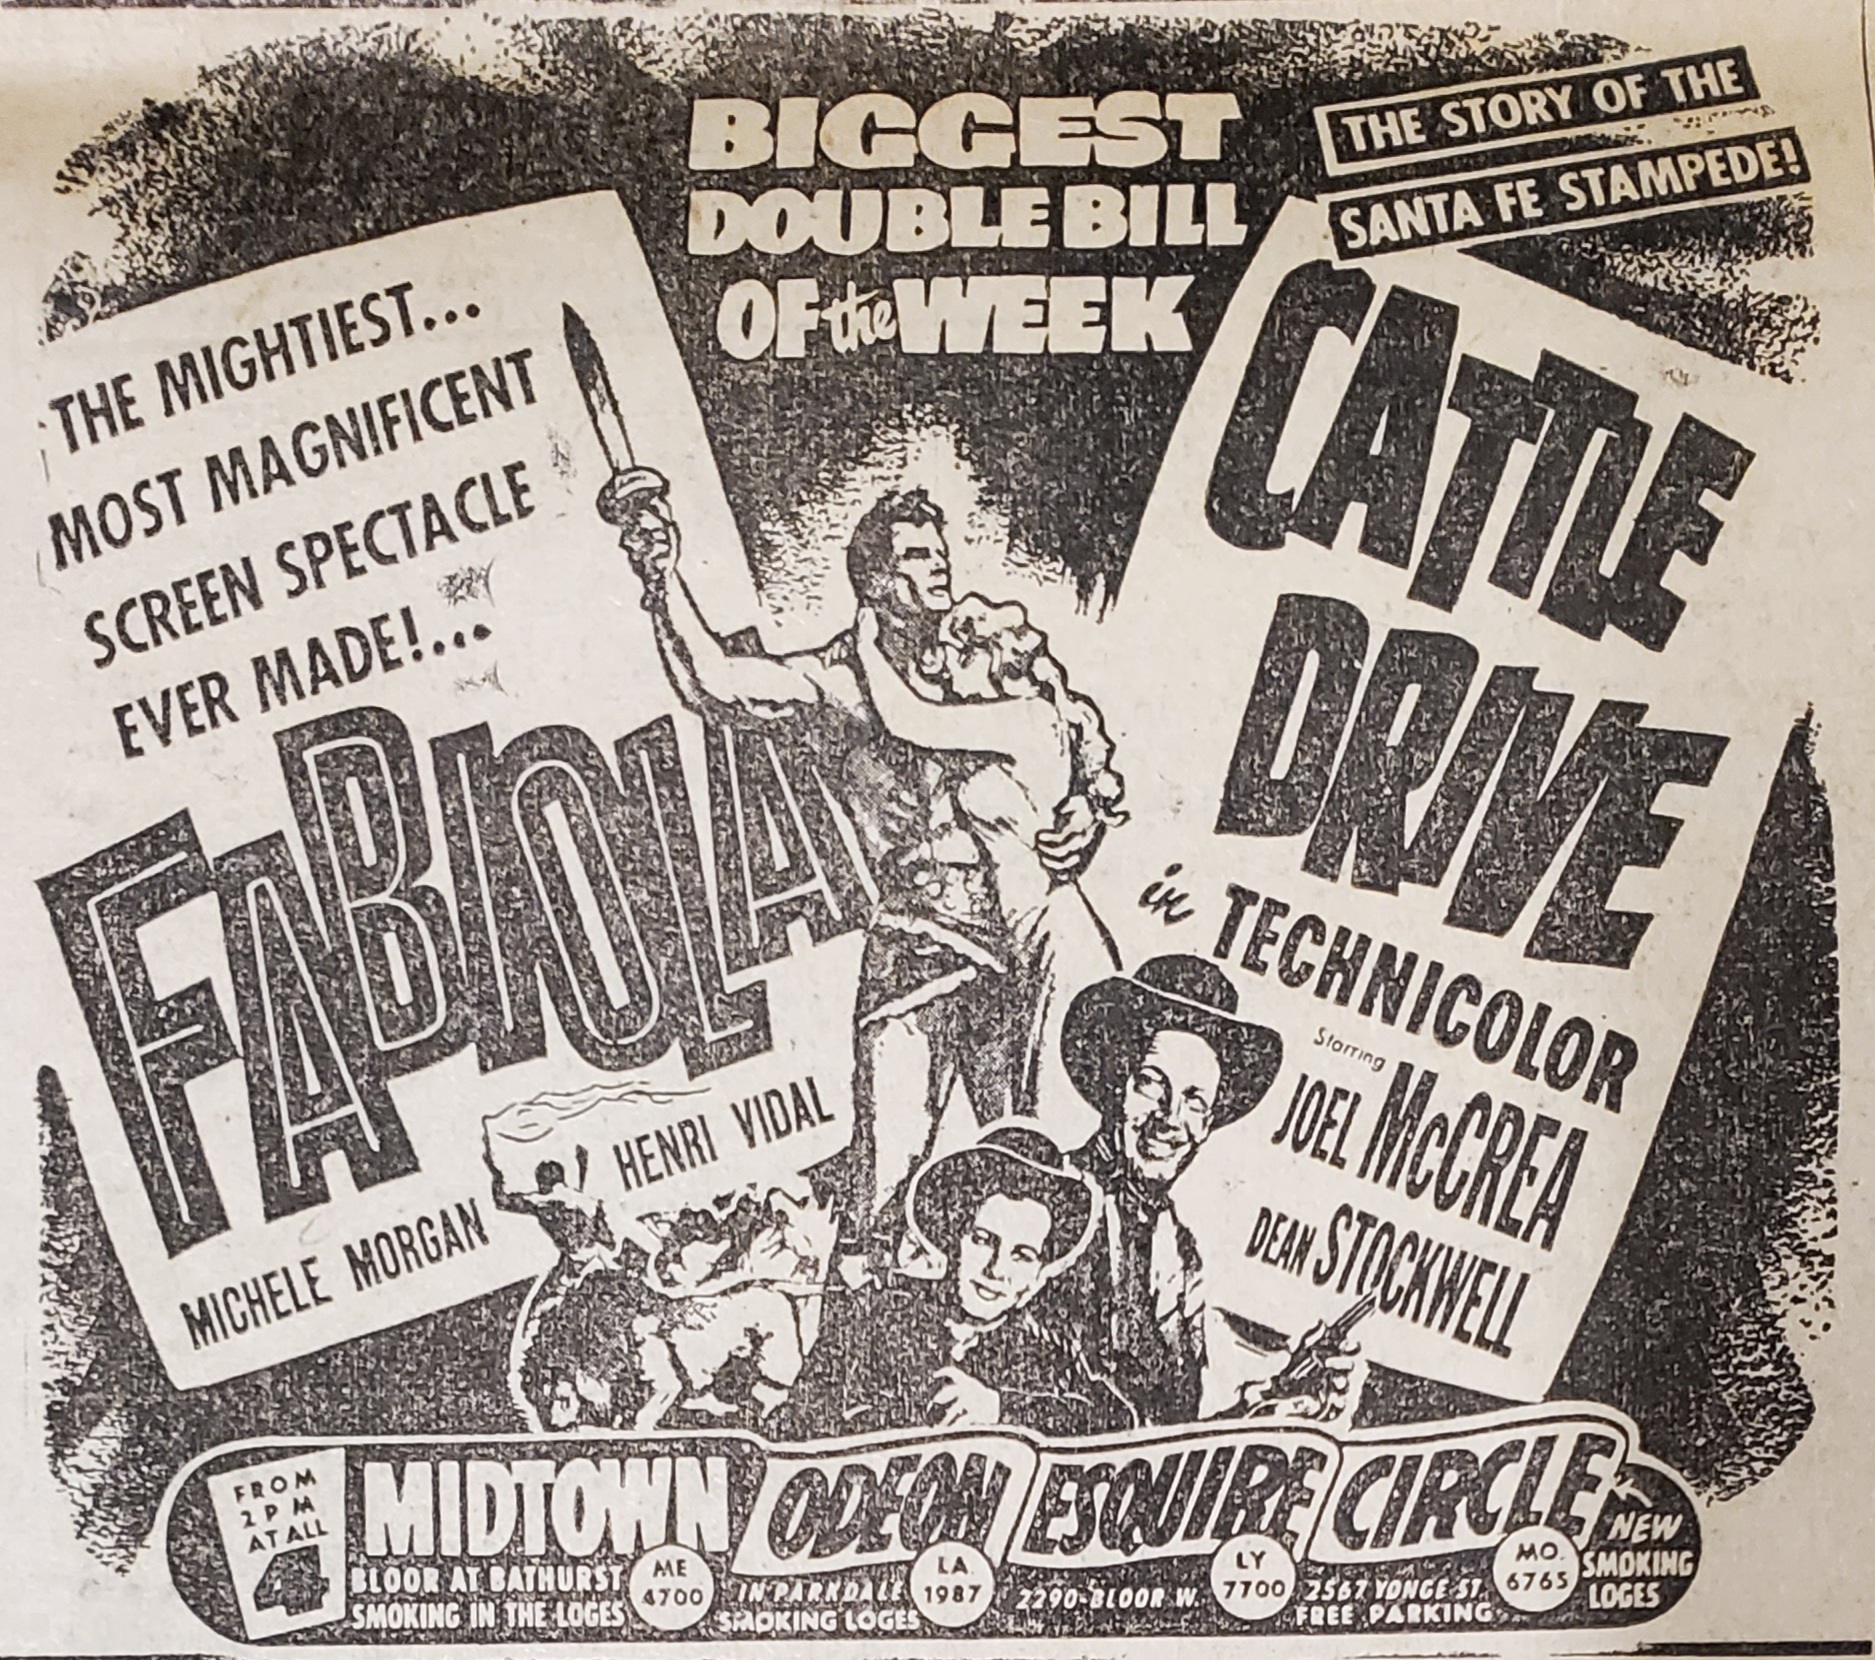 BIGGEST
DOUBLE BILL
OF the WEEK
THE MIGHTIEST...
MOST MAGNIFICENT
SCREEN SPECTACLE
EVER MADE!...
FABIOLA
MICHELE MORGAN HENRI VIDAL
THE STORY OF THE
SANTA FE STAMPEDE!
CATTLE
DRIVE
in TECHNICOLOR
Starring
JOEL McCREA
DEAN STOCKWELL
FROM
2 PM
AT ALL
4
MIDTOWN
BLOOR AT BATHURST
SMOKING IN THE LOGES
ME
4700
ODEON
IN PARKDALE
SMOKING LOGES
LA.
1987
ESQUIRE
2290-BLOOR W.
LY
7700
CIRCLE
2567 YONGE ST.
FREE PARKING
MO.
6765
NEW
SMOKING
LOGES